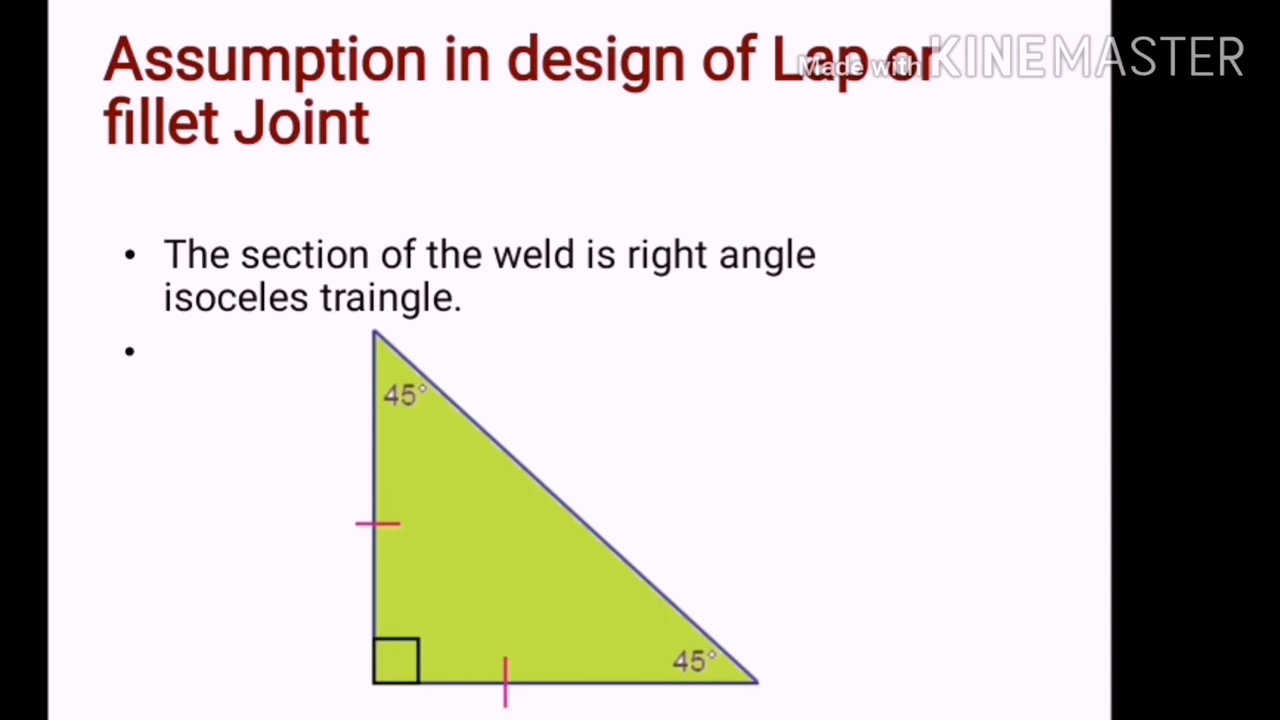 Assumption in design of Lap or
Made with KINEMASTER
fillet Joint
• The section of the weld is right angle
isoceles traingle.
•
45°
45°